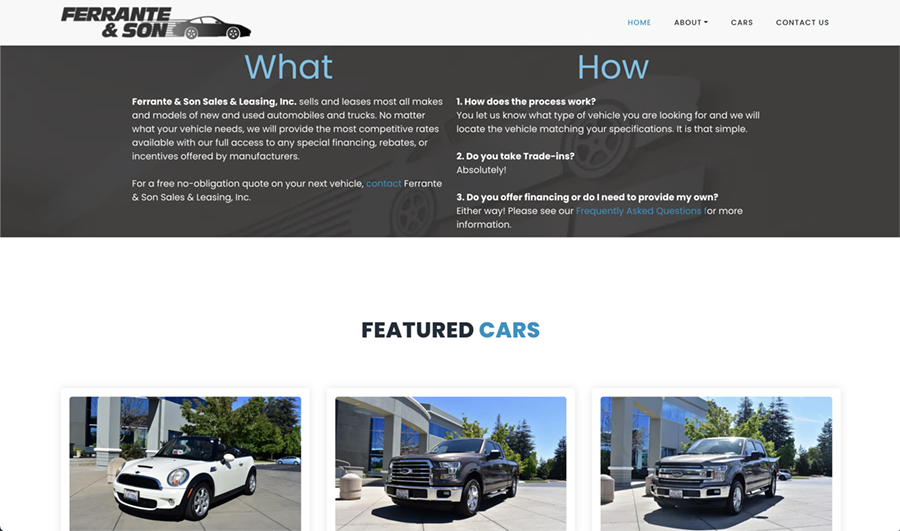 FERRANTE
& SON
HOME
ABOUT
CARS
CONTACT US
What
Ferrante & Son Sales & Leasing, Inc. sells and leases most all makes
and models of new and used automobiles and trucks. No matter
what your vehicle needs, we will provide the most competitive rates
available with our full access to any special financing, rebates, or
incentives offered by manufacturers.
For a free no-obligation quote on your next vehicle, contact Ferrante
& Son Sales & Leasing, Inc.
How
1. How does the process work?
You let us know what type of vehicle you are looking for and we will
locate the vehicle matching your specifications. It is that simple.
2. Do you take Trade-ins?
Absolutely!
3. Do you offer financing or do I need to provide my own?
Either way! Please see our Frequently Asked Questions for more
information.
FEATURED CARS